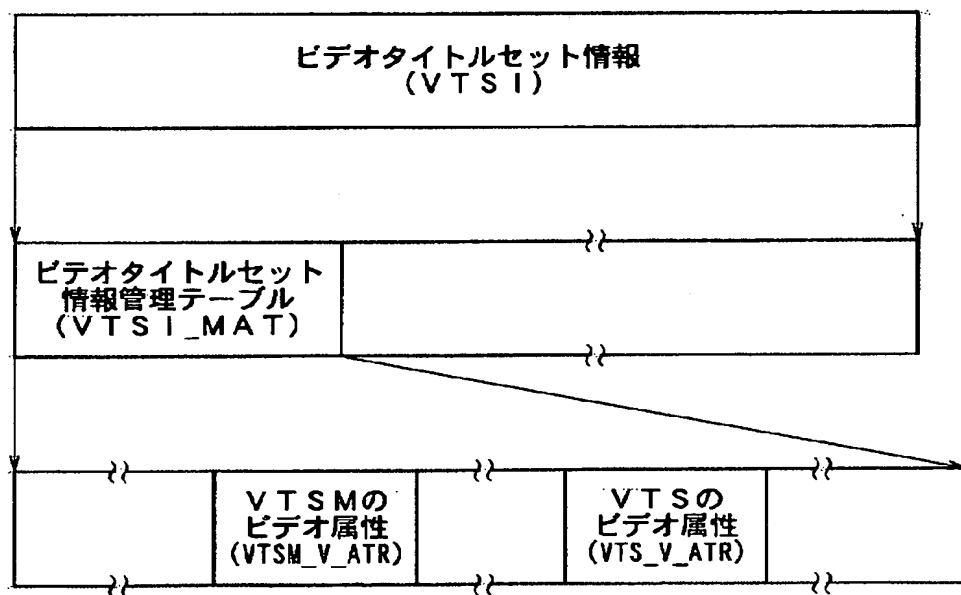 ビデオタイトルセット情報
(VTSI)
ビデオタイトルセット
情報管理テーブル
(VTSI_MAT)
VTSMの
ビデオ属性
(VTSM_V_ATR)
VTSの
ビデオ属性
(VTS_V_ATR)